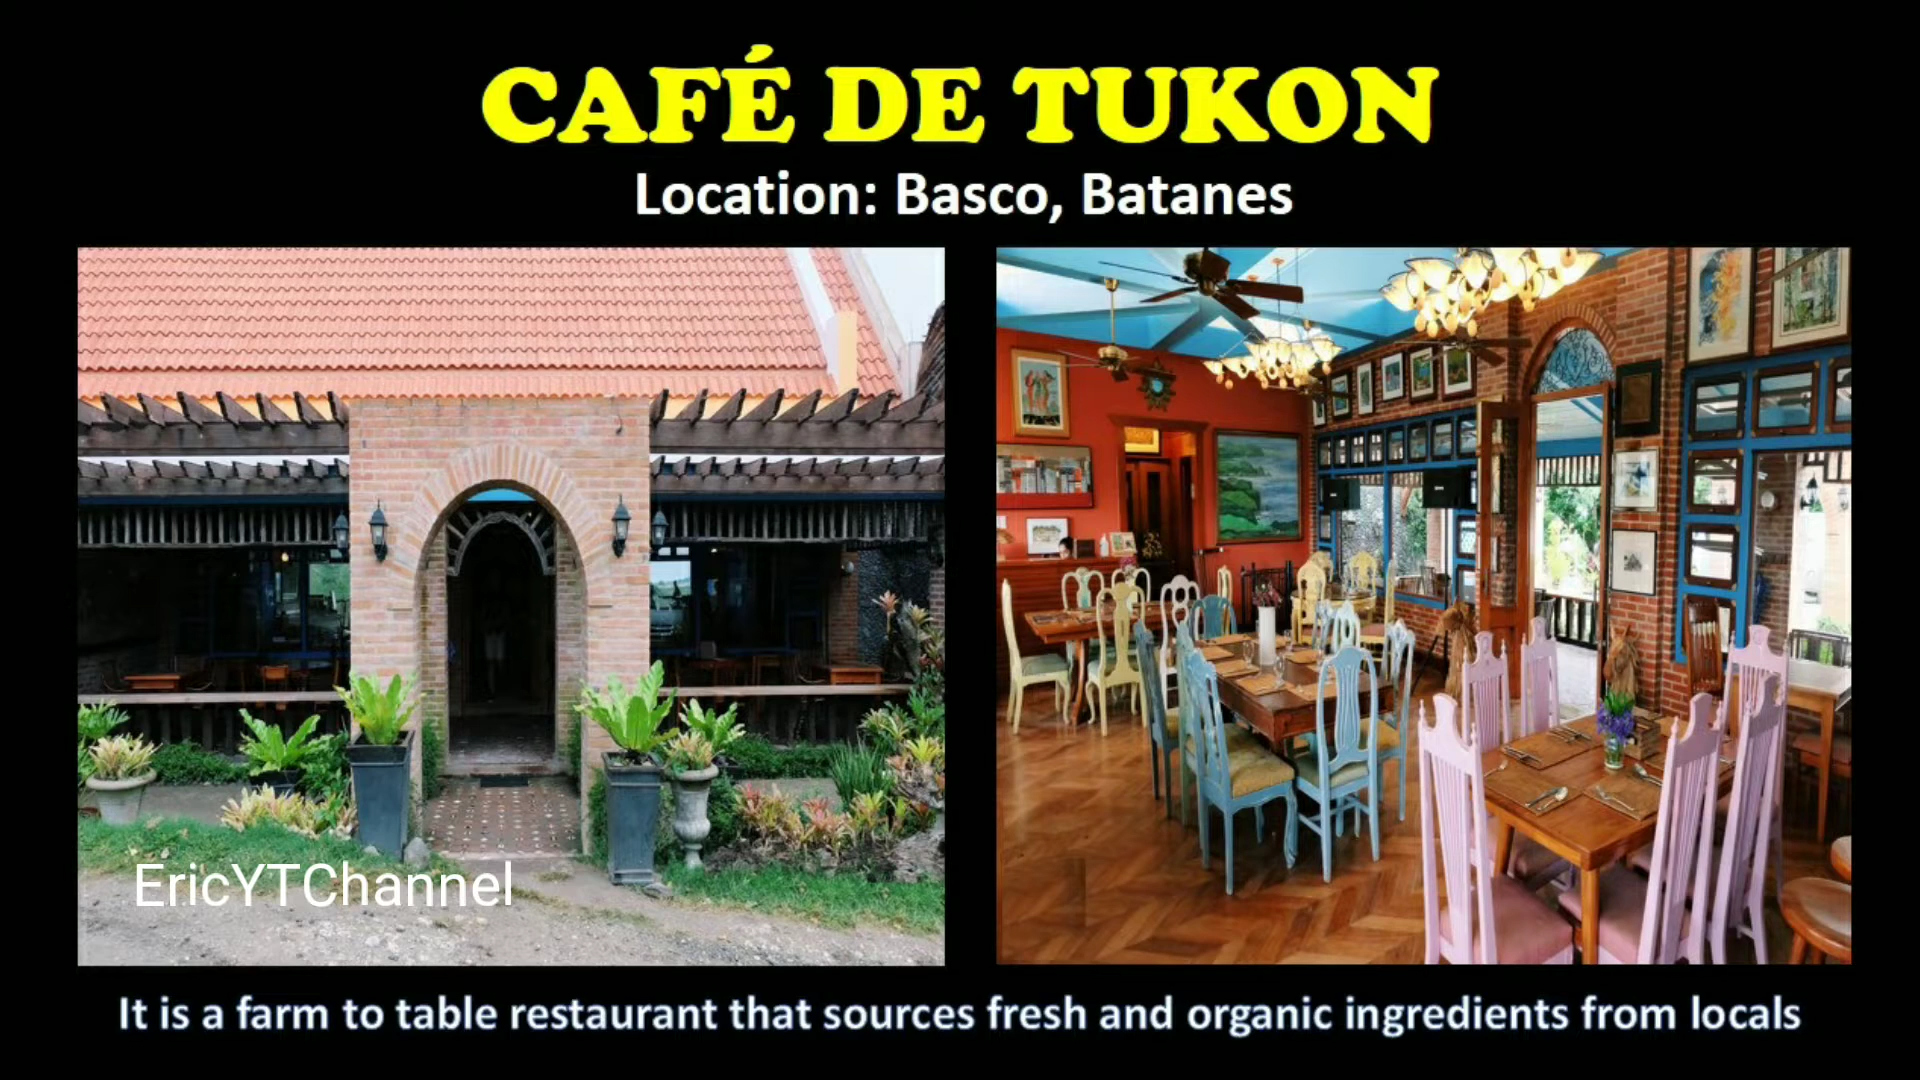 CAFÉ DE TUKON
Location: Basco, Batanes
EricYTChannel
It is a farm to table restaurant that sources fresh and organic ingredients from locals